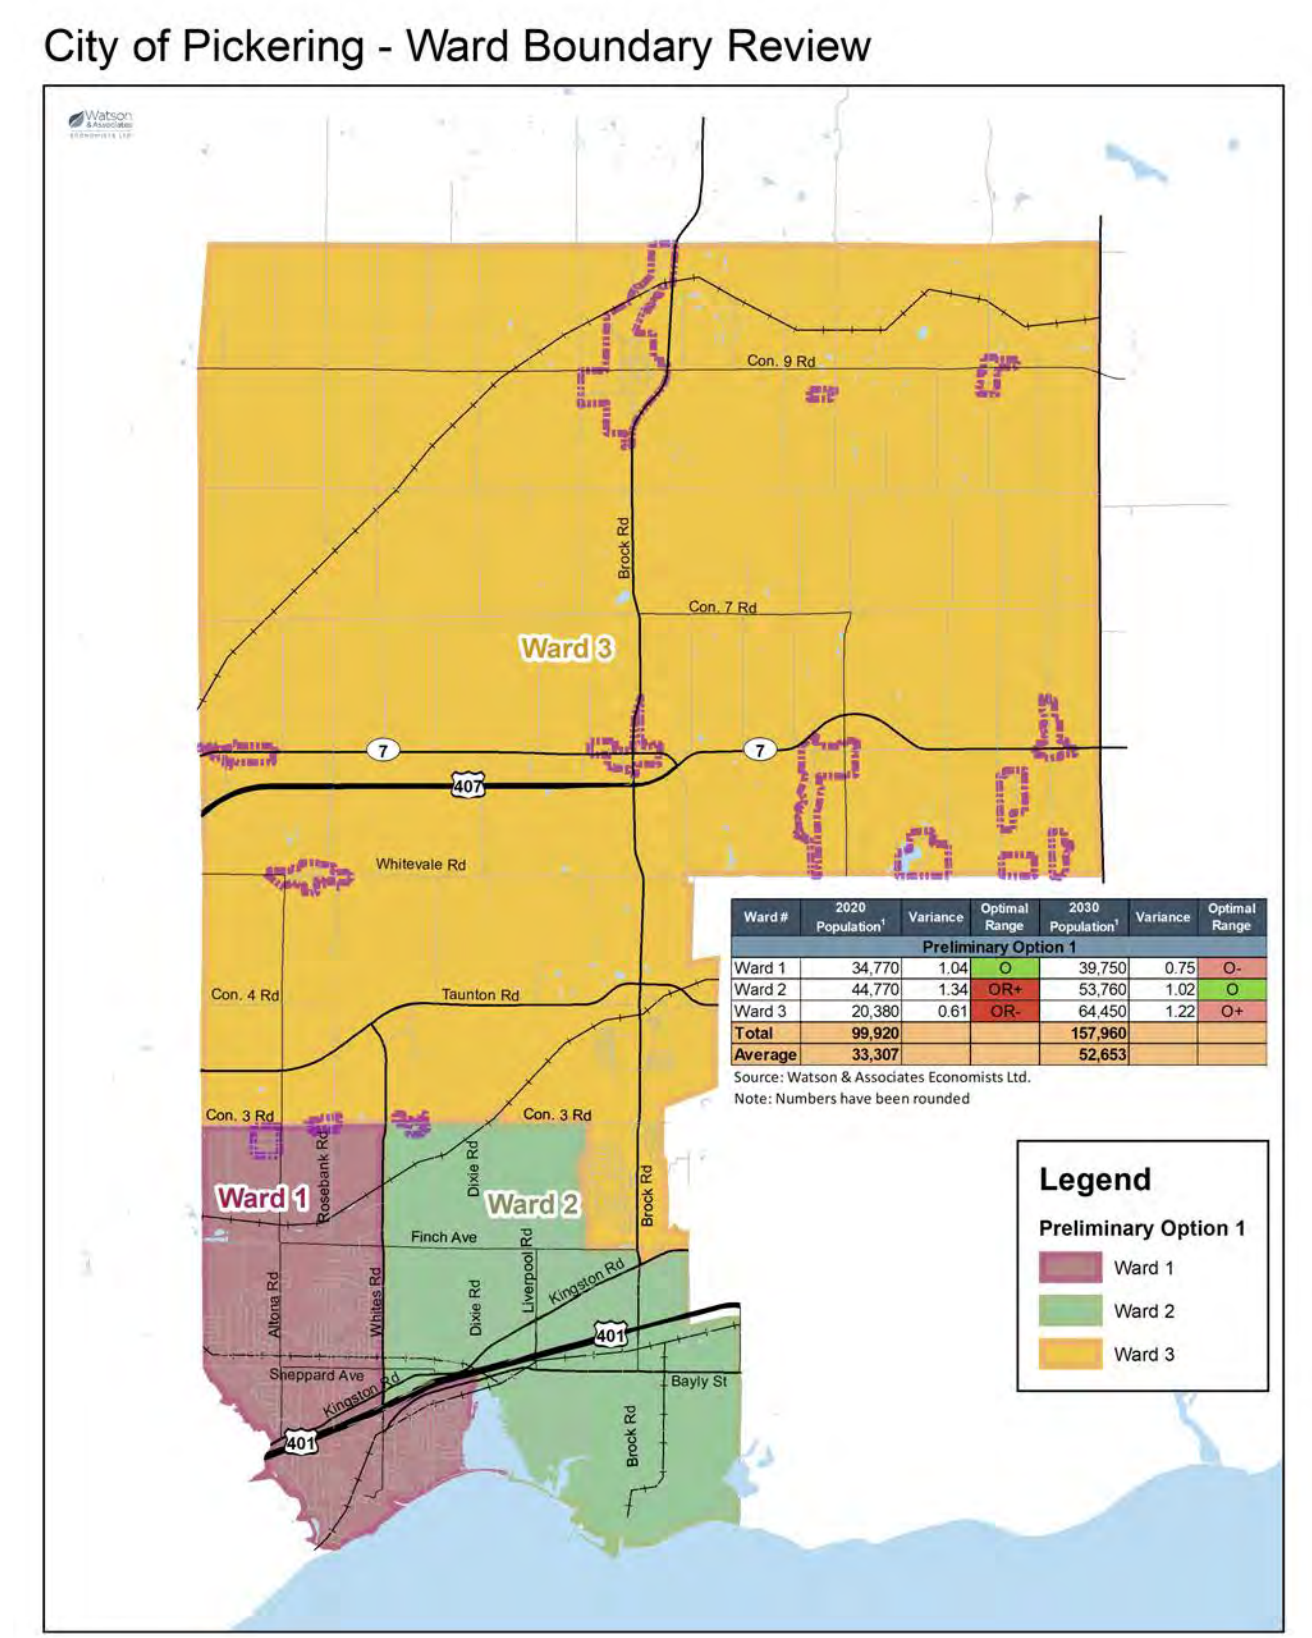 City of Pickering - Ward Boundary Review
Watson
& Associates
ECONOMISTS LTD.
Con. 9 Rd
Brock Rd
Con. 7 Rd
Ward 3
7
7
407
Whitevale Rd
Con. 4 Rd
Taunton Rd
Con. 3 Rd
Con. 3 Rd
Rosebank Rd
Dixie Rd
Brock Rd
Ward 1
Ward 2
Finch Ave
Liverpool Rd
Kingston Rd
Altona Rd
Whites Rd
Dixie Rd
401
Sheppard Ave
Bayly St
Kingston Rd
Brock Rd
401
Ward # 2020 Population¹ Variance Optimal Range 2030 Population¹ Variance Optimal Range
Preliminary Option 1
Ward 1 34,770 1.04 O 39,750 0.75 O-
Ward 2 44,770 1.34 OR+ 53,760 1.02 O
Ward 3 20,380 0.61 OR- 64,450 1.22 O+
Total 99,920 157,960
Average 33,307 52,653
Source: Watson & Associates Economists Ltd.
Note: Numbers have been rounded
Legend
Preliminary Option 1
Ward 1
Ward 2
Ward 3